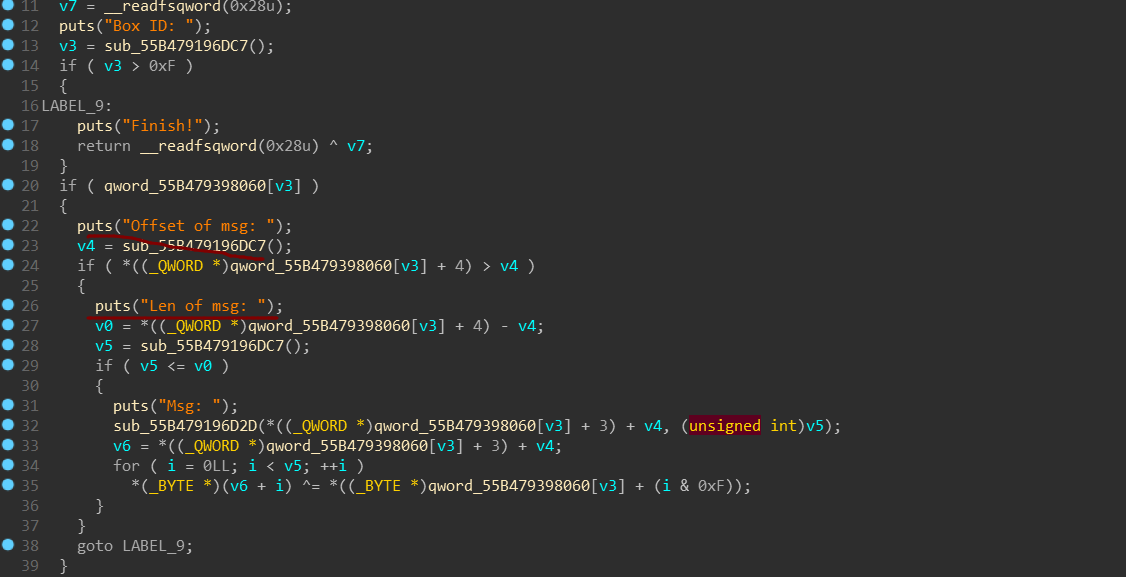 11 v7 = __readfsqword(0x28u);
12 puts("Box ID: ");
13 v3 = sub_55B479196DC7();
14 if ( v3 > 0xF )
15 {
16 LABEL_9:
17 puts("Finish!");
18 return __readfsqword(0x28u) ^ v7;
19 }
20 if ( qword_55B479398060[v3] )
21 {
22 puts("Offset of msg: ");
23 v4 = sub_55B479196DC7();
24 if ( *((_QWORD *)qword_55B479398060[v3] + 4) > v4 )
25 {
26 puts("Len of msg: ");
27 v0 = *((_QWORD *)qword_55B479398060[v3] + 4) - v4;
28 v5 = sub_55B479196DC7();
29 if ( v5 <= v0 )
30 {
31 puts("Msg: ");
32 sub_55B479196D2D(*((_QWORD *)qword_55B479398060[v3] + 3) + v4, (unsigned int)v5);
33 v6 = *((_QWORD *)qword_55B479398060[v3] + 3) + v4;
34 for ( i = 0LL; i < v5; ++i )
35 *(_BYTE *)(v6 + i) ^= *((_BYTE *)qword_55B479398060[v3] + (i & 0xF));
36 }
37 }
38 goto LABEL_9;
39 }